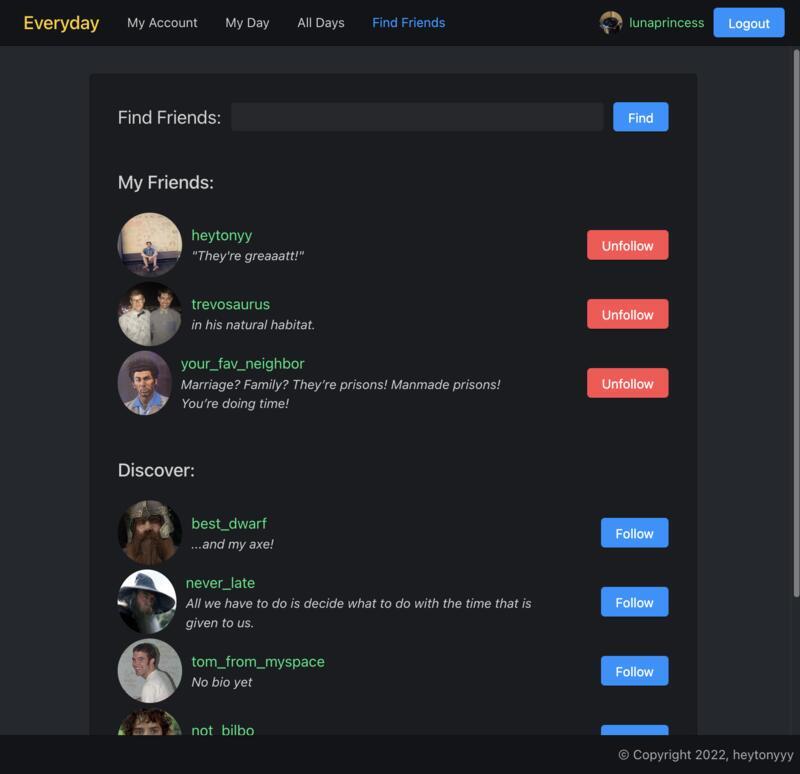 Everyday My Account My Day All Days Find Friends lunaprincess Logout
Find Friends: Find
My Friends:
heytonyy
"They're greaaatt!"
Unfollow
trevosaurus
in his natural habitat.
Unfollow
your_fav_neighbor
Marriage? Family? They're prisons! Manmade prisons!
You're doing time!
Unfollow
Discover:
best_dwarf
...and my axe!
Follow
never_late
All we have to do is decide what to do with the time that is
given to us.
Follow
tom_from_myspace
No bio yet
Follow
not_bilbo
© Copyright 2022, heytonyyy